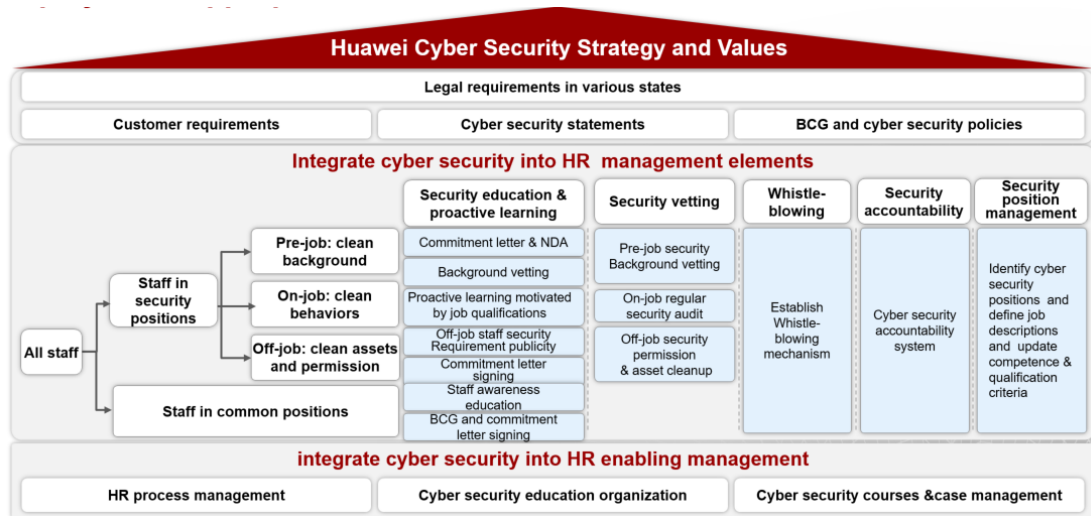 Huawei Cyber Security Strategy and Values
Legal requirements in various states
Customer requirements
Cyber security statements
BCG and cyber security policies
Integrate cyber security into HR management elements
Security education &
proactive learning
Security vetting
Whistle-
blowing
Security
accountability
Security
position
management
All staff
Staff in
security
positions
Pre-job: clean
background
On-job: clean
behaviors
Off-job: clean assets
and permission
Staff in common positions
Commitment letter & NDA
Background vetting
Proactive learning motivated
by job qualifications
Off-job staff security
Requirement publicity
Commitment letter
signing
Staff awareness
education
BCG and commitment
letter signing
Pre-job security
Background vetting
On-job regular
security audit
Off-job security
permission
& asset cleanup
Establish
Whistle-
blowing
mechanism
Cyber security
accountability
system
Identify cyber
security
positions and
define job
descriptions
and update
competence &
qualification
criteria
integrate cyber security into HR enabling management
HR process management
Cyber security education organization
Cyber security courses &case management